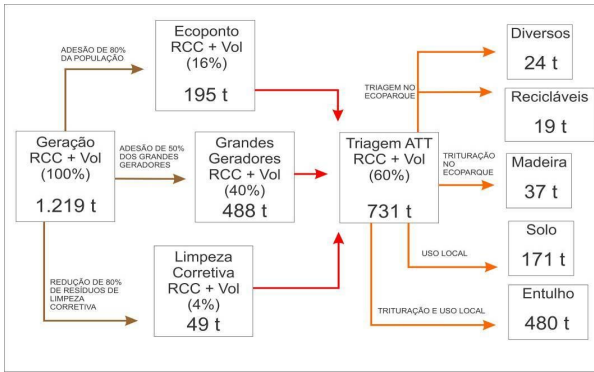 ADESÃO DE 80%
DA POPULAÇÃO
Ecoponto
RCC + Vol
(16%)
195 t
Geração
RCC + Vol
(100%)
1.219 t
ADESÃO DE 50%
DOS GRANDES
GERADORES
Grandes
Geradores
RCC + Vol
(40%)
488 t
REDUÇÃO DE 80%
DE RESÍDUOS DE
LIMPEZA
CORRETIVA
Limpeza
Corretiva
RCC + Vol
(4%)
49 t
Triagem ATT
RCC + Vol
(60%)
731 t
TRIAGEM NO
ECOPARQUE
Diversos
24 t
Recicláveis
19 t
TRITURAÇÃO
NO
ECOPARQUE
Madeira
37 t
USO LOCAL
Solo
171 t
TRITURAÇÃO E USO LOCAL
Entulho
480 t